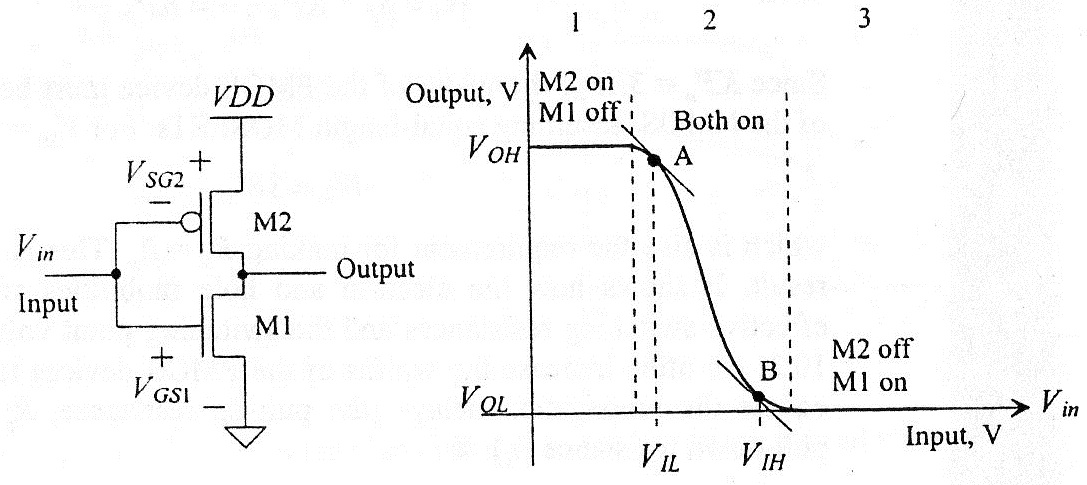 VDD
V_SG2
+
−
M2
V_in
Input
Output
M1
+
V_GS1
−
1 2 3
Output, V
M2 on
M1 off
Both on
V_OH
A
M2 off
M1 on
B
V_OL
V_in
Input, V
V_IL
V_IH